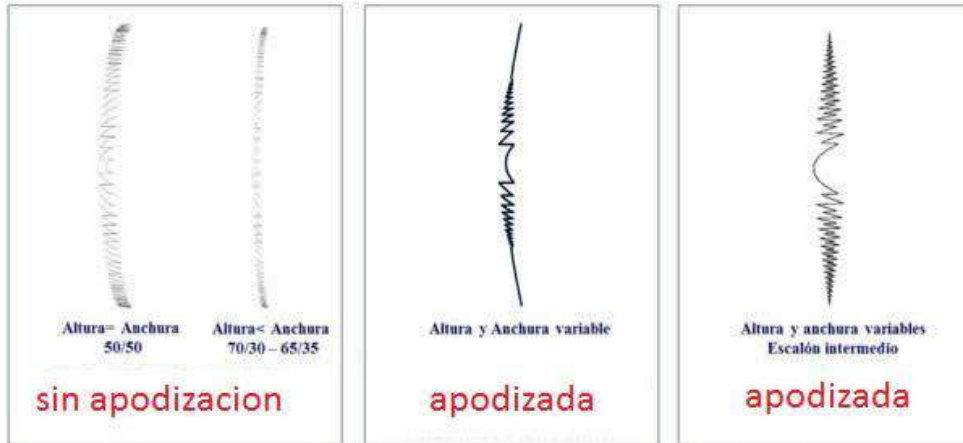 Altura= Anchura
50/50
Altura< Anchura
70/30 – 65/35
sin apodizacion
Altura y Anchura variable
apodizada
Altura y anchura variables
Escalón intermedio
apodizada